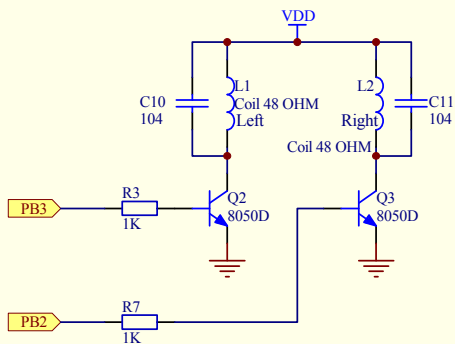 VDD
C10
104
L1
Coil 48 OHM
Left
L2
Right
Coil 48 OHM
C11
104
PB3
R3
1K
Q2
8050D
Q3
8050D
PB2
R7
1K